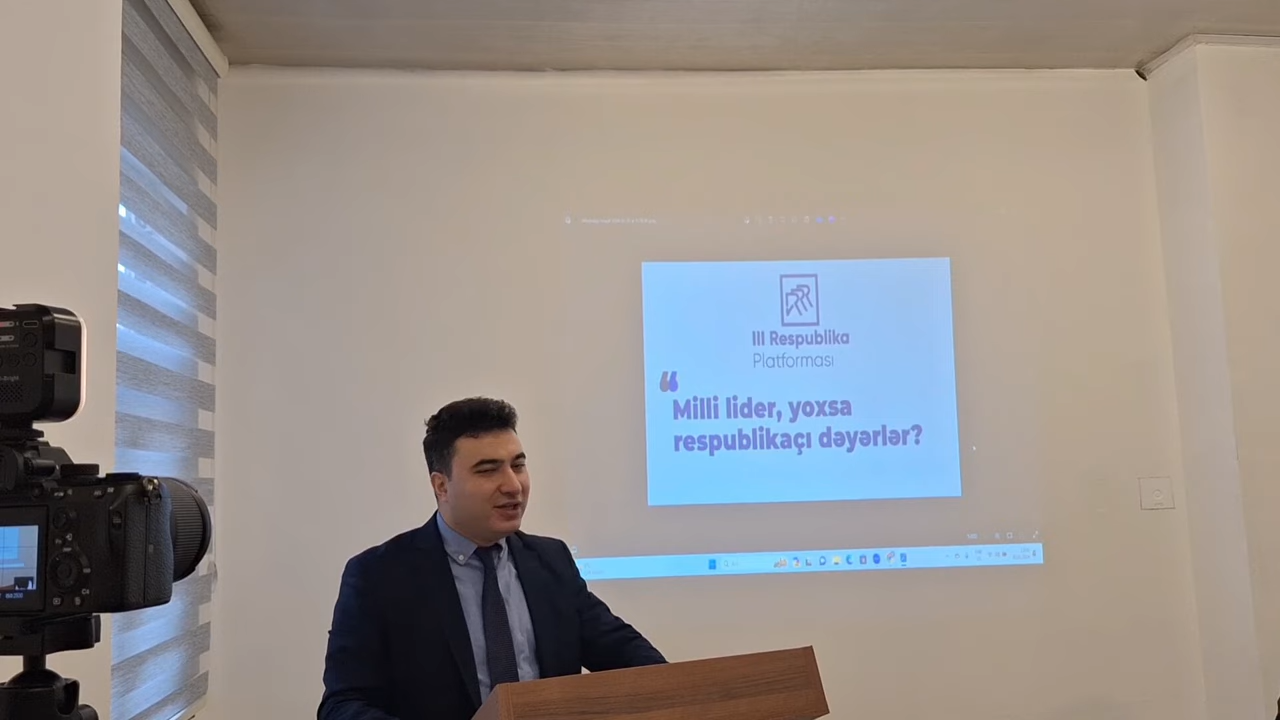 III Respublika
Platforması
Milli lider, yoxsa
respublikaçı dəyərlər?